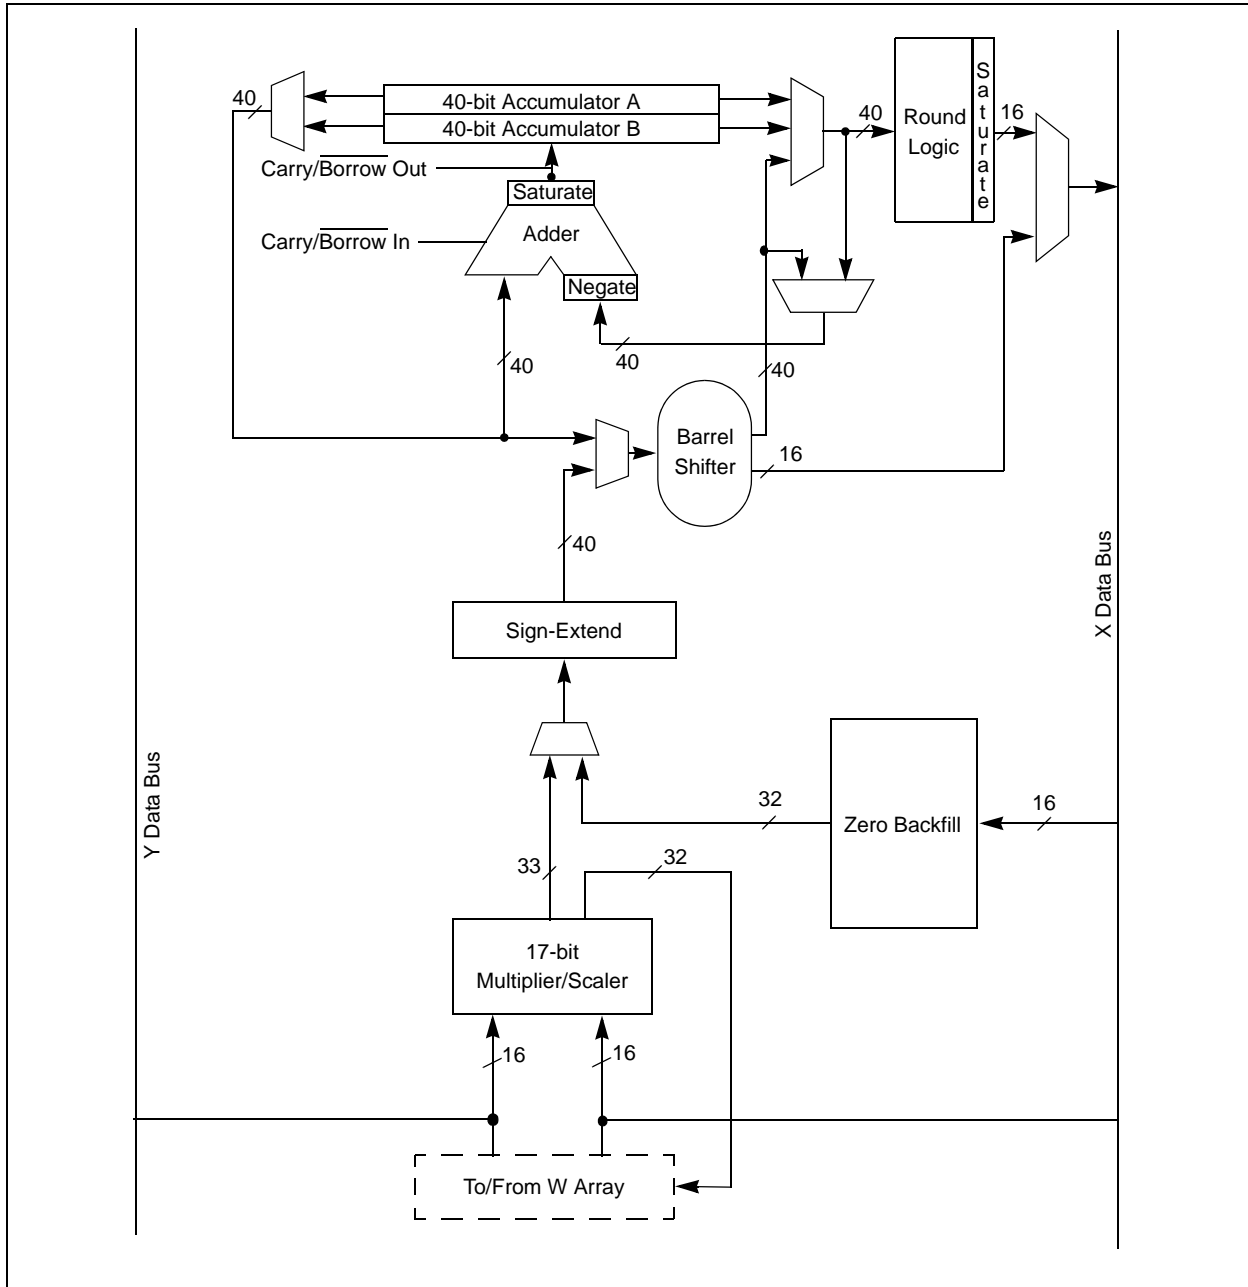 40
40-bit Accumulator A
40-bit Accumulator B
40
Round
Logic
Saturate
16
Carry/Borrow Out
Saturate
Carry/Borrow In
Adder
Negate
40
40
40
Barrel
Shifter
16
40
Sign-Extend
X Data Bus
Y Data Bus
32
Zero Backfill
16
33
32
17-bit
Multiplier/Scaler
16
16
To/From W Array